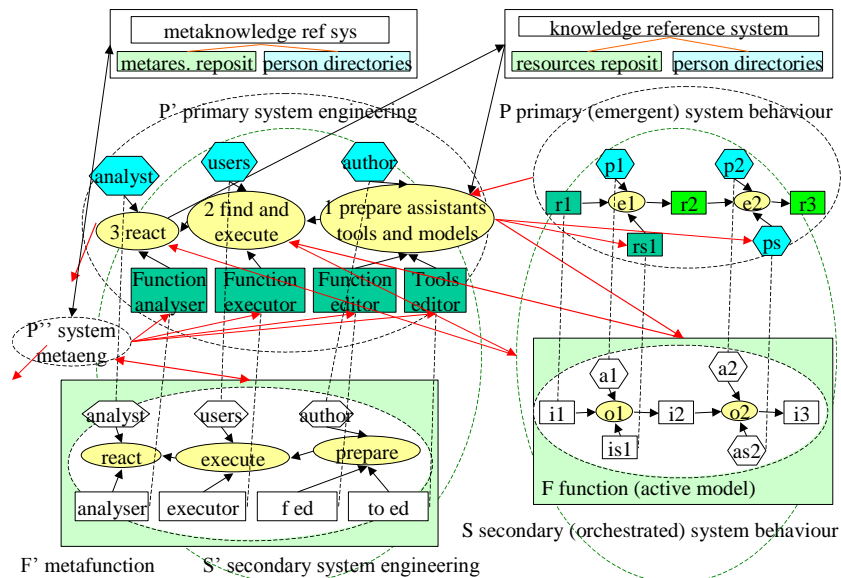 metaknowledge ref sys
metares. reposit
person directories
knowledge reference system
resources reposit
person directories
P' primary system engineering
P primary (emergent) system behaviour
analyst
users
author
3 react
2 find and
execute
1 prepare assistants
tools and models
Function
analyser
Function
executor
Function
editor
Tools
editor
p1
p2
r1
e1
r2
e2
r3
rs1
ps
P'' system
metaeng
analyst
users
author
react
execute
prepare
analyser
executor
f ed
to ed
a1
a2
i1
o1
i2
o2
i3
is1
as2
F function (active model)
S secondary (orchestrated) system behaviour
F' metafunction
S' secondary system engineering